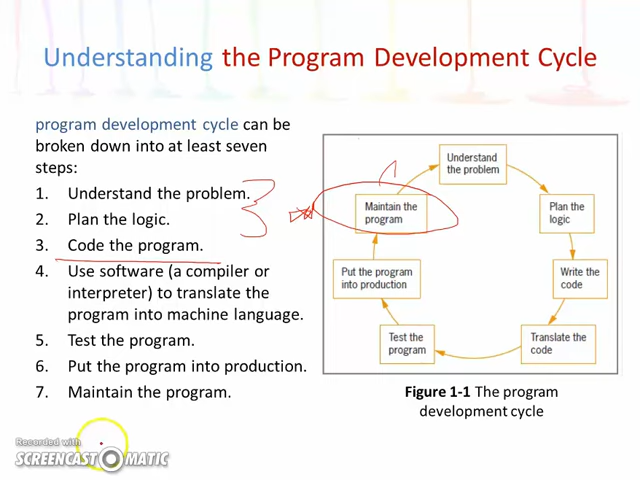 Understanding the Program Development Cycle
program development cycle can be
broken down into at least seven
steps:
1. Understand the problem.
2. Plan the logic.
3. Code the program.
4. Use software (a compiler or
interpreter) to translate the
program into machine language.
5. Test the program.
6. Put the program into production.
7. Maintain the program.
Understand
the problem
Plan the
logic
Write the
code
Translate the
code
Test the
program
Put the program
into production
Maintain the
program
Figure 1-1 The program
development cycle
Recorded with
SCREENCAST MATIC